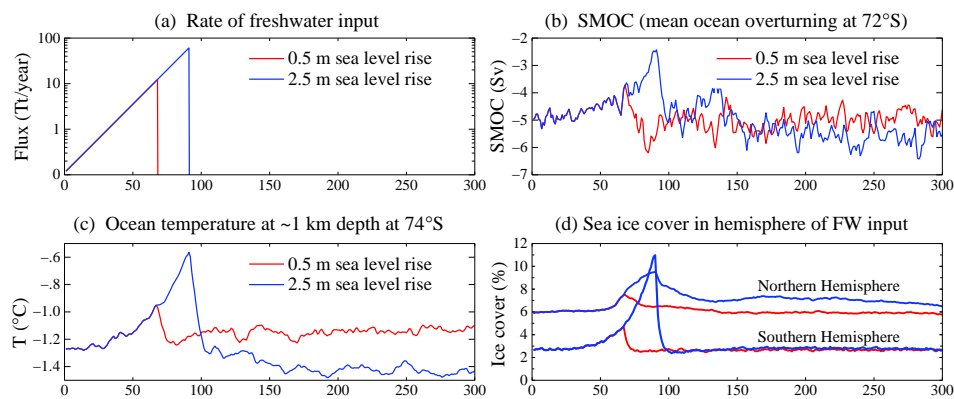 (a) Rate of freshwater input
Flux (Tt/year)
100
10
1
0
0.5 m sea level rise
2.5 m sea level rise
0 50 100 150 200 250 300
(b) SMOC (mean ocean overturning at 72°S)
SMOC (Sv)
−2
−3
−4
−5
−6
−7
0.5 m sea level rise
2.5 m sea level rise
0 50 100 150 200 250 300
(c) Ocean temperature at ~1 km depth at 74°S
T (°C)
−.6
−.8
−1.0
−1.2
−1.4
0.5 m sea level rise
2.5 m sea level rise
0 50 100 150 200 250 300
(d) Sea ice cover in hemisphere of FW input
Ice cover (%)
12
10
8
6
4
2
0
Northern Hemisphere
Southern Hemisphere
0 50 100 150 200 250 300